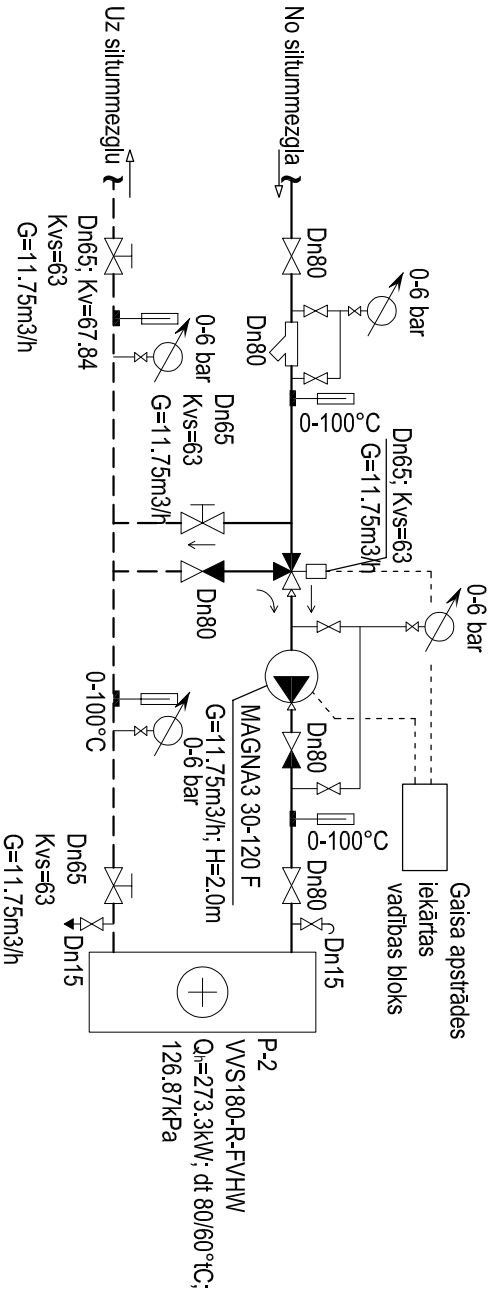 No siltummezgla
Uz siltummezglu
Dn80
0-6 bar
Dn80
0-100°C
Dn65; Kvs=63
G=11.75m3/h
0-6 bar
Dn65; Kv=67.84
Kvs=63
G=11.75m3/h
0-6 bar
Dn65
Kvs=63
G=11.75m3/h
Dn80
MAGNA3 30-120 F
G=11.75m3/h; H=2.0m
0-6 bar
Dn80
0-100°C
Dn80
Dn15
0-100°C
Dn65
Kvs=63
G=11.75m3/h
Dn15
Gaisa apstrādes
iekārtas
vadības bloks
P-2
VVS180-R-FVHW
Qh=273.3kW; dt 80/60°tC;
126.87kPa